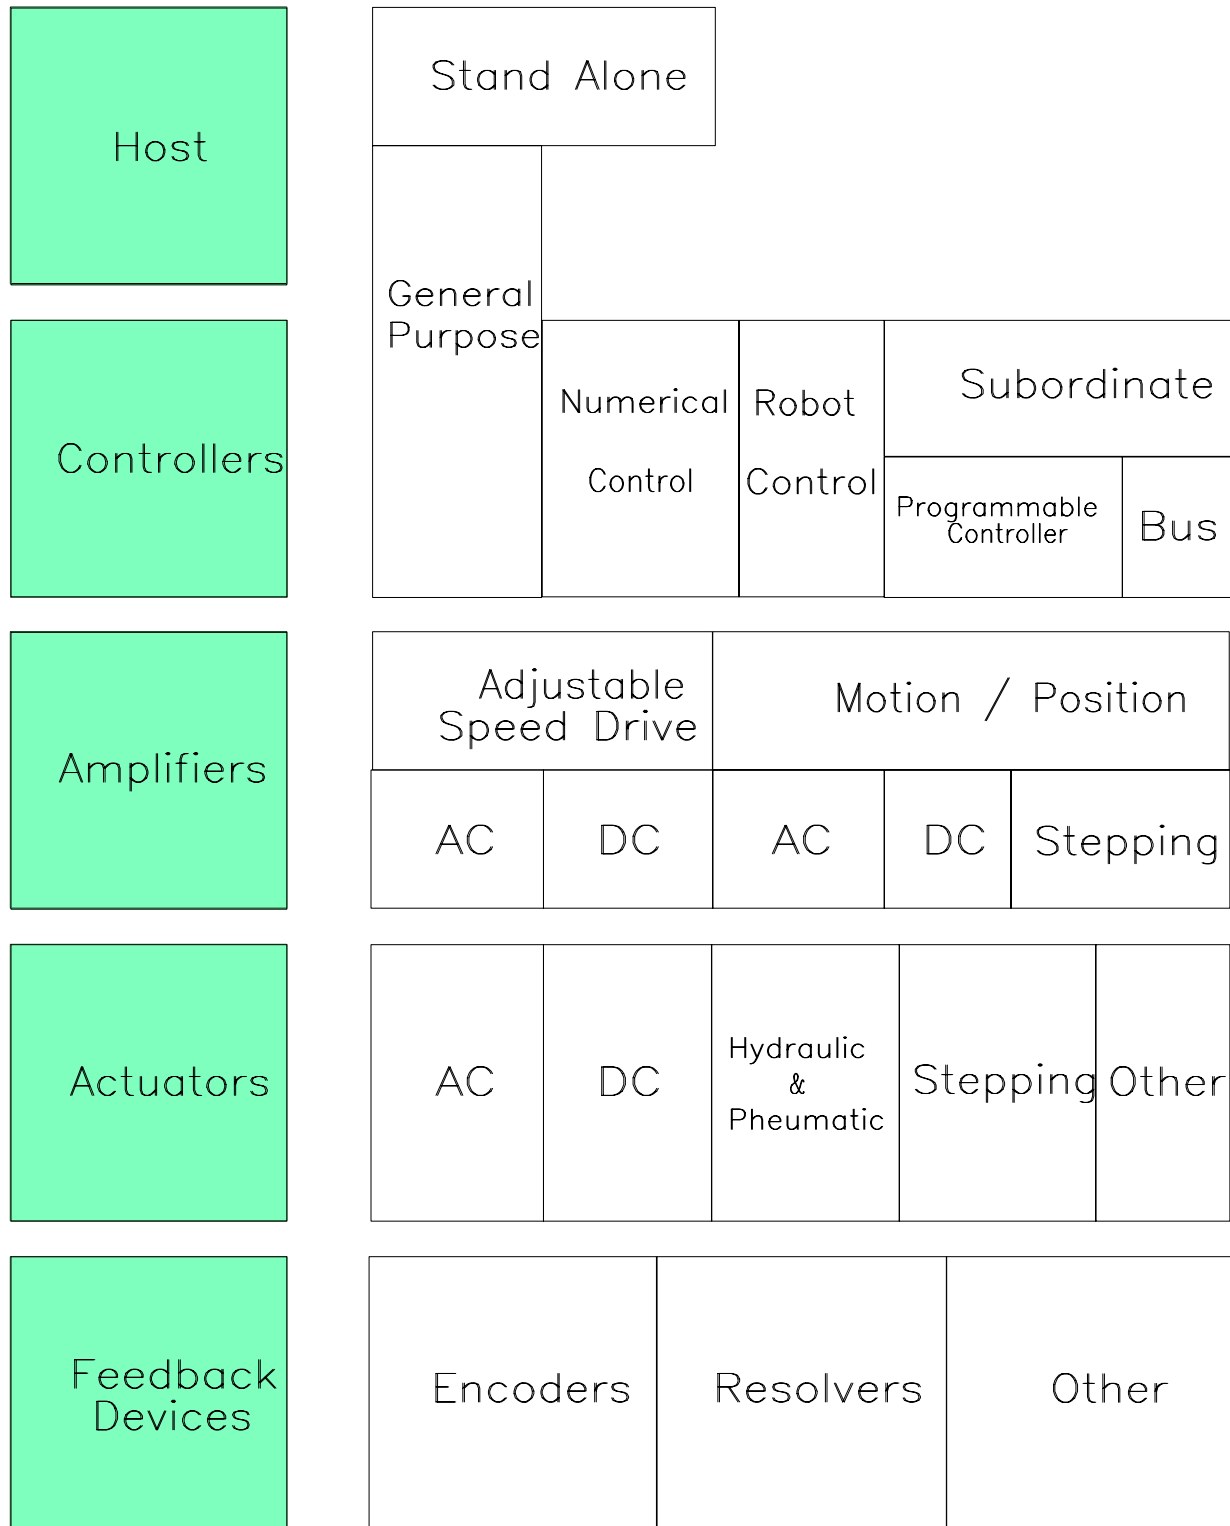 Host
Stand Alone
General
Purpose
Controllers
Numerical
Control
Robot
Control
Subordinate
Programmable
Controller
Bus
Amplifiers
Adjustable
Speed Drive
Motion / Position
AC
DC
AC
DC
Stepping
Actuators
AC
DC
Hydraulic
&
Pheumatic
Stepping
Other
Feedback
Devices
Encoders
Resolvers
Other